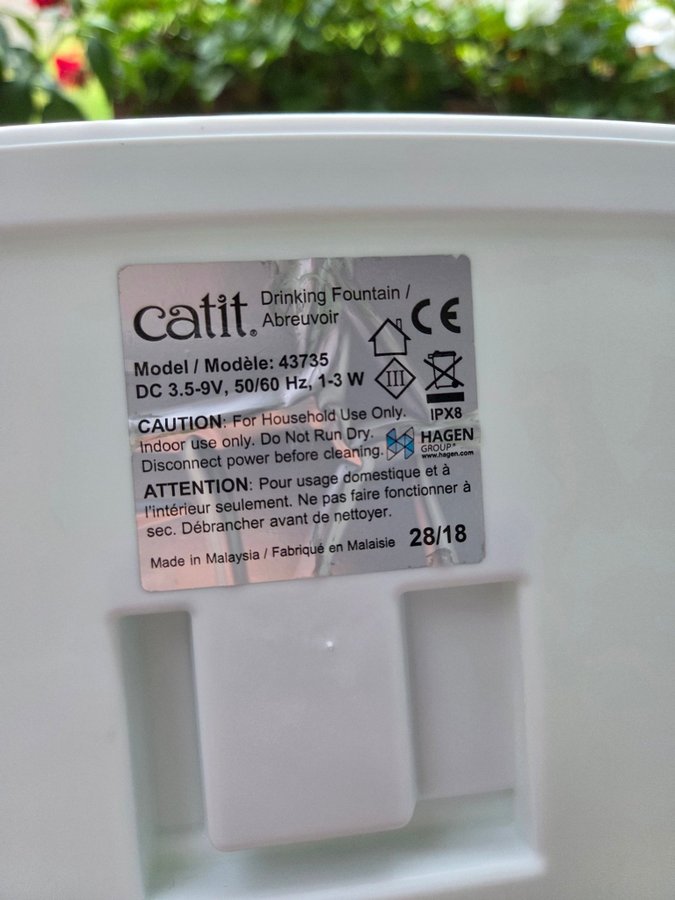 catit® Drinking Fountain /
Abreuvoir
CE
Model / Modèle: 43735
DC 3.5-9V, 50/60 Hz, 1-3 W
III
IPX8
CAUTION: For Household Use Only.
Indoor use only. Do Not Run Dry.
Disconnect power before cleaning.
HAGEN
GROUP®
www.hagen.com
ATTENTION: Pour usage domestique et à
l'intérieur seulement. Ne pas faire fonctionner à
sec. Débrancher avant de nettoyer.
Made in Malaysia / Fabriqué en Malaisie 28/18